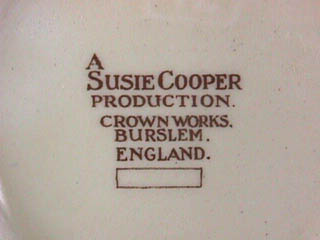 A
SUSIE COOPER
PRODUCTION.
CROWN WORKS.
BURSLEM.
ENGLAND.